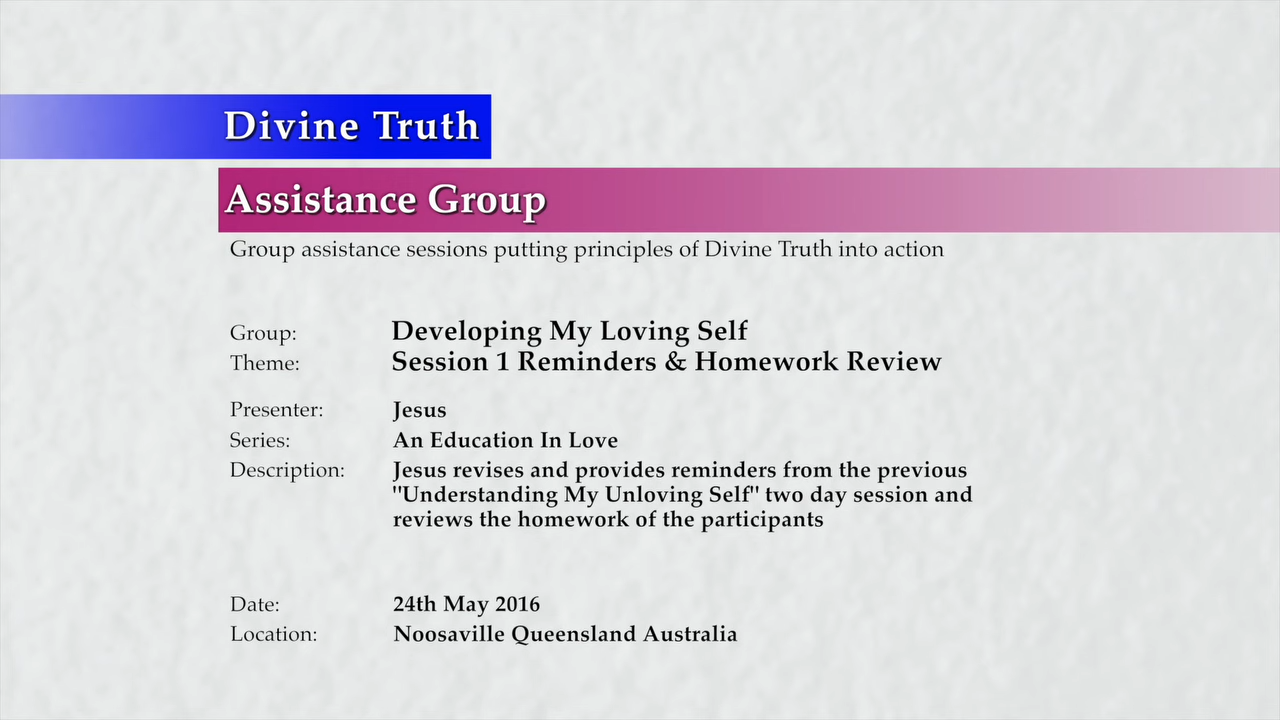 Divine Truth
Assistance Group
Group assistance sessions putting principles of Divine Truth into action
Group: Developing My Loving Self
Theme: Session 1 Reminders & Homework Review
Presenter: Jesus
Series: An Education In Love
Description: Jesus revises and provides reminders from the previous
"Understanding My Unloving Self" two day session and
reviews the homework of the participants
Date: 24th May 2016
Location: Noosaville Queensland Australia